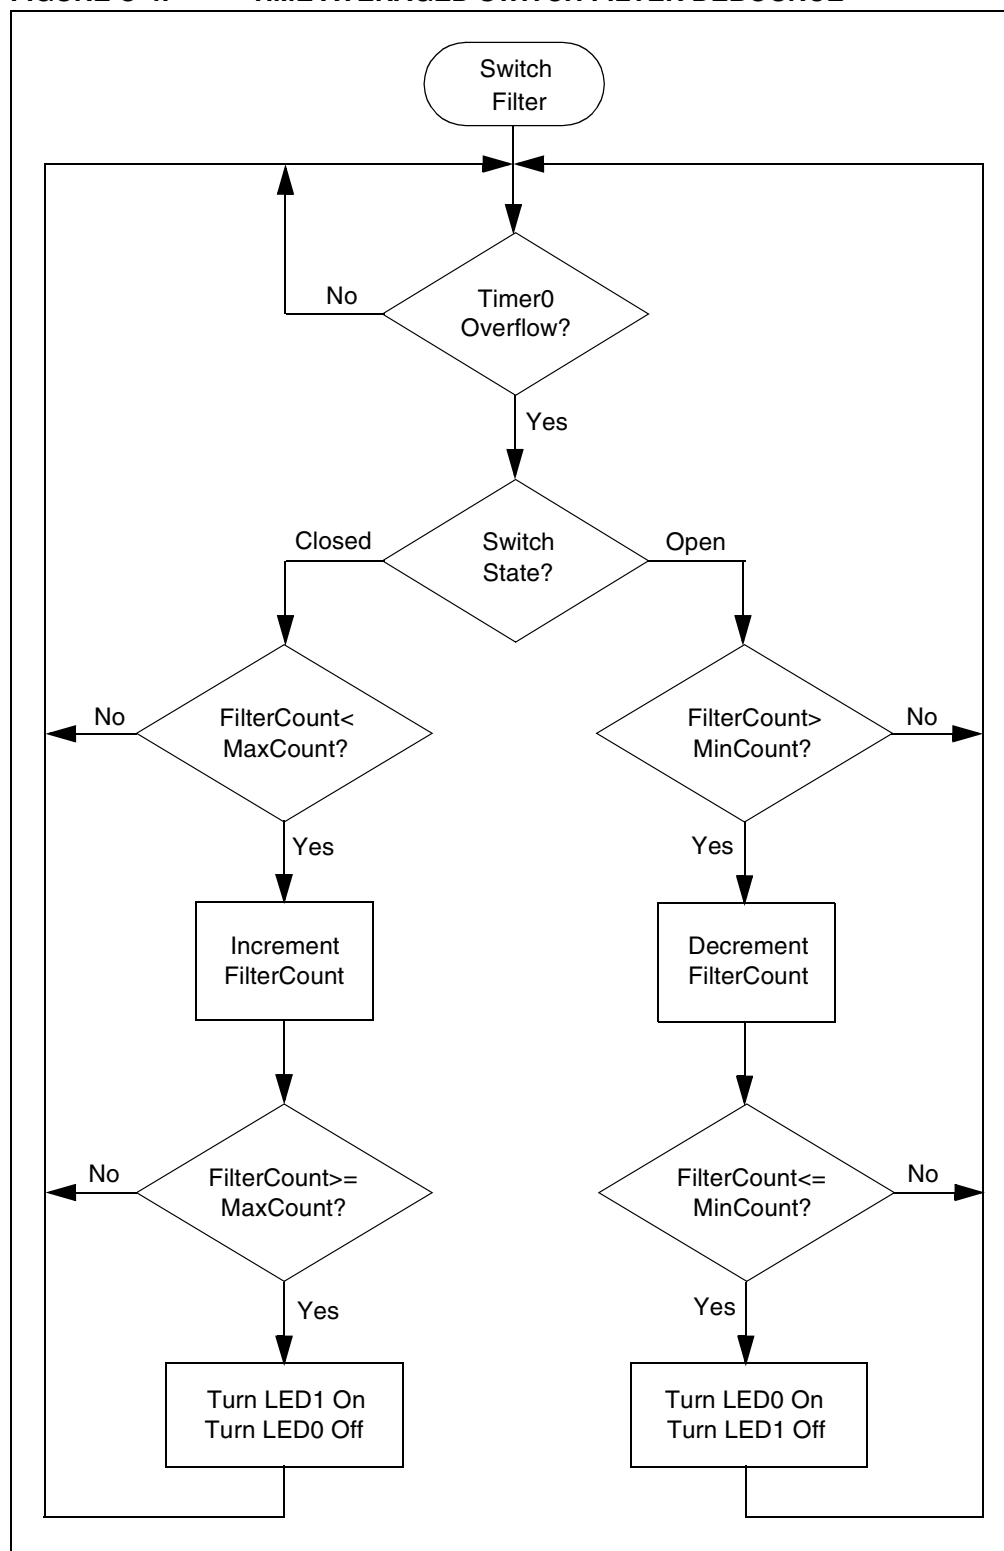 Switch
Filter
No
Timer0
Overflow?
Yes
Closed
Switch
State?
Open
No
FilterCount<
MaxCount?
FilterCount>
MinCount?
No
Yes
Yes
Increment
FilterCount
Decrement
FilterCount
No
FilterCount>=
MaxCount?
FilterCount<=
MinCount?
No
Yes
Yes
Turn LED1 On
Turn LED0 Off
Turn LED0 On
Turn LED1 Off